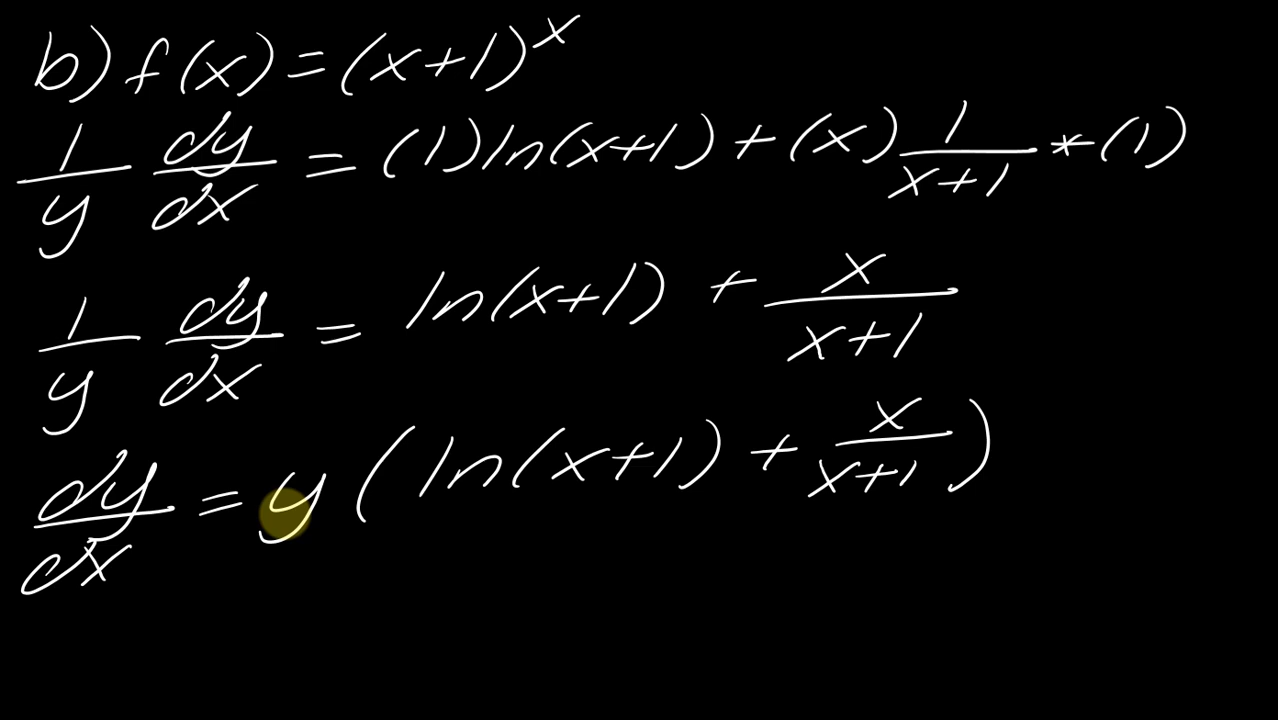 b) f(x) = (x+1)^x
1/y dy/dx = (1)ln(x+1) + (x) 1/(x+1) * (1)
1/y dy/dx = ln(x+1) + x/(x+1)
dy/dx = y(ln(x+1) + x/(x+1))